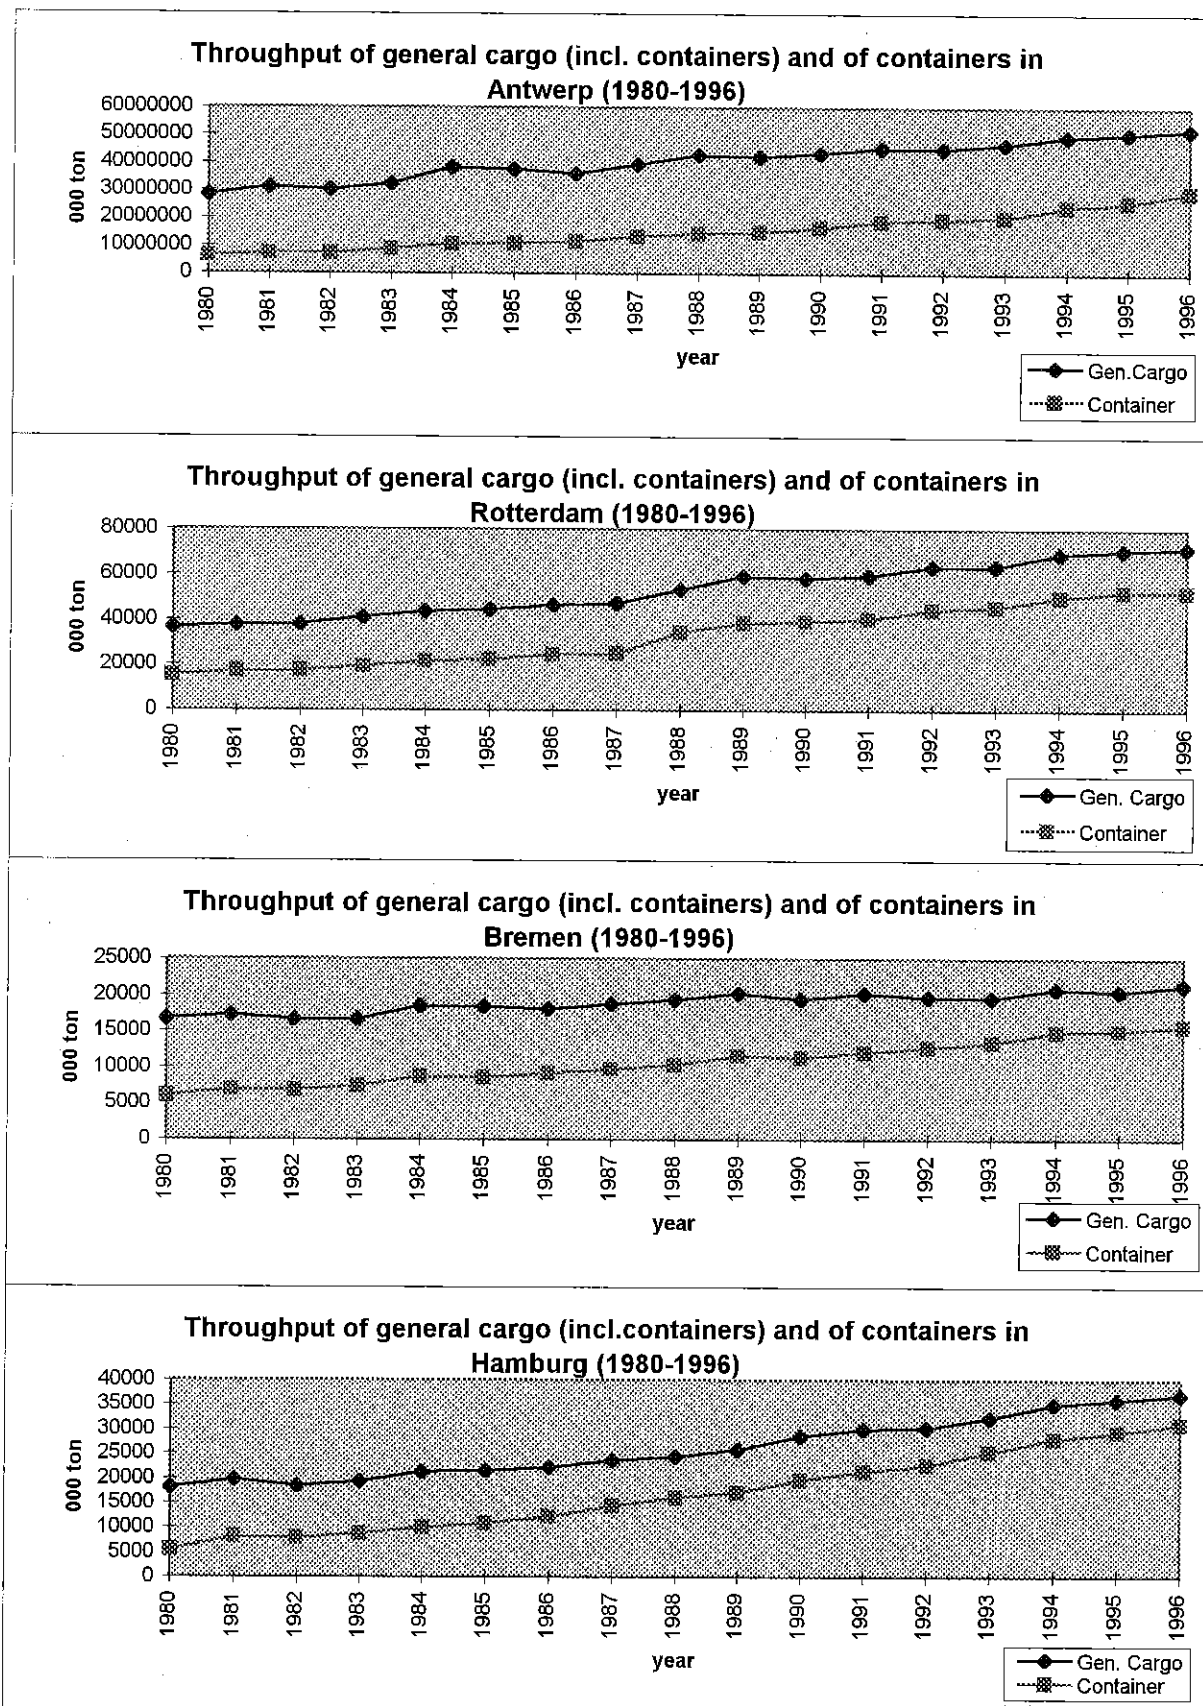 Throughput of general cargo (incl. containers) and of containers in
Antwerp (1980-1996)
60000000
50000000
40000000
30000000
20000000
10000000
0
000 ton
1980 1981 1982 1983 1984 1985 1986 1987 1988 1989 1990 1991 1992 1993 1994 1995 1996
year
Gen.Cargo
Container
Throughput of general cargo (incl. containers) and of containers in
Rotterdam (1980-1996)
80000
60000
40000
20000
0
000 ton
1980 1981 1982 1983 1984 1985 1986 1987 1988 1989 1990 1991 1992 1993 1994 1995 1996
year
Gen. Cargo
Container
Throughput of general cargo (incl. containers) and of containers in
Bremen (1980-1996)
25000
20000
15000
10000
5000
0
000 ton
1980 1981 1982 1983 1984 1985 1986 1987 1988 1989 1990 1991 1992 1993 1994 1995 1996
year
Gen. Cargo
Container
Throughput of general cargo (incl.containers) and of containers in
Hamburg (1980-1996)
40000
35000
30000
25000
20000
15000
10000
5000
0
000 ton
1980 1981 1982 1983 1984 1985 1986 1987 1988 1989 1990 1991 1992 1993 1994 1995 1996
year
Gen. Cargo
Container